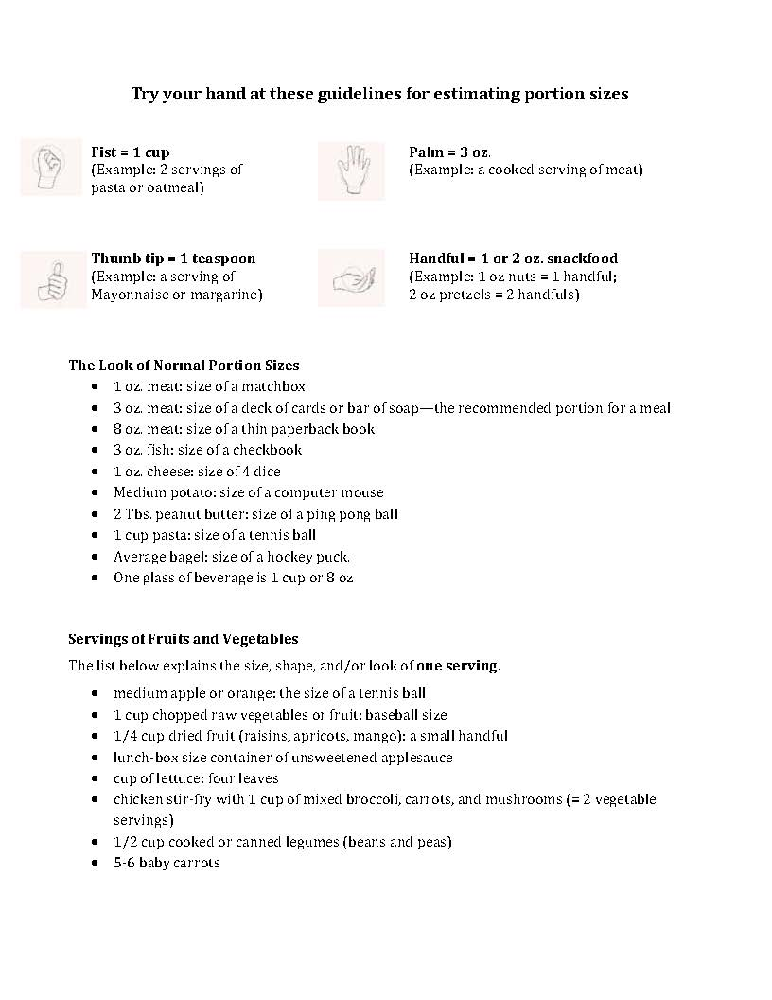 Try your hand at these guidelines for estimating portion sizes
Fist = 1 cup
(Example: 2 servings of
pasta or oatmeal)
Palm = 3 oz.
(Example: a cooked serving of meat)
Thumb tip = 1 teaspoon
(Example: a serving of
Mayonnaise or margarine)
Handful = 1 or 2 oz. snackfood
(Example: 1 oz nuts = 1 handful;
2 oz pretzels = 2 handfuls)
The Look of Normal Portion Sizes
• 1 oz. meat: size of a matchbox
• 3 oz. meat: size of a deck of cards or bar of soap—the recommended portion for a meal
• 8 oz. meat: size of a thin paperback book
• 3 oz. fish: size of a checkbook
• 1 oz. cheese: size of 4 dice
• Medium potato: size of a computer mouse
• 2 Tbs. peanut butter: size of a ping pong ball
• 1 cup pasta: size of a tennis ball
• Average bagel: size of a hockey puck.
• One glass of beverage is 1 cup or 8 oz
Servings of Fruits and Vegetables
The list below explains the size, shape, and/or look of one serving.
• medium apple or orange: the size of a tennis ball
• 1 cup chopped raw vegetables or fruit: baseball size
• 1/4 cup dried fruit (raisins, apricots, mango): a small handful
• lunch-box size container of unsweetened applesauce
• cup of lettuce: four leaves
• chicken stir-fry with 1 cup of mixed broccoli, carrots, and mushrooms (= 2 vegetable
servings)
• 1/2 cup cooked or canned legumes (beans and peas)
• 5-6 baby carrots